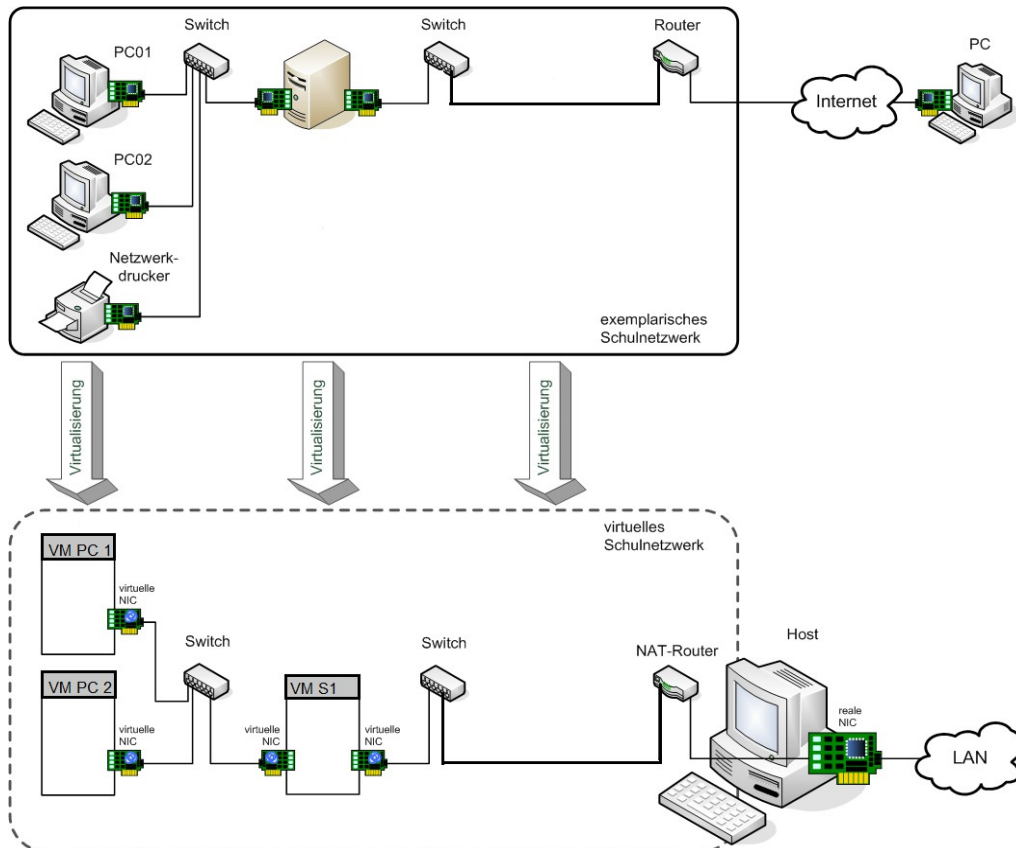 Switch
Switch
Router
PC
PC01
Internet
PC02
Netzwerk-
drucker
exemplarisches
Schulnetzwerk
Virtualisierung
Virtualisierung
Virtualisierung
virtuelles
Schulnetzwerk
VM PC 1
virtuelle
NIC
Switch
Switch
NAT-Router
Host
VM PC 2
VM S1
virtuelle
NIC
virtuelle
NIC
virtuelle
NIC
reale
NIC
LAN